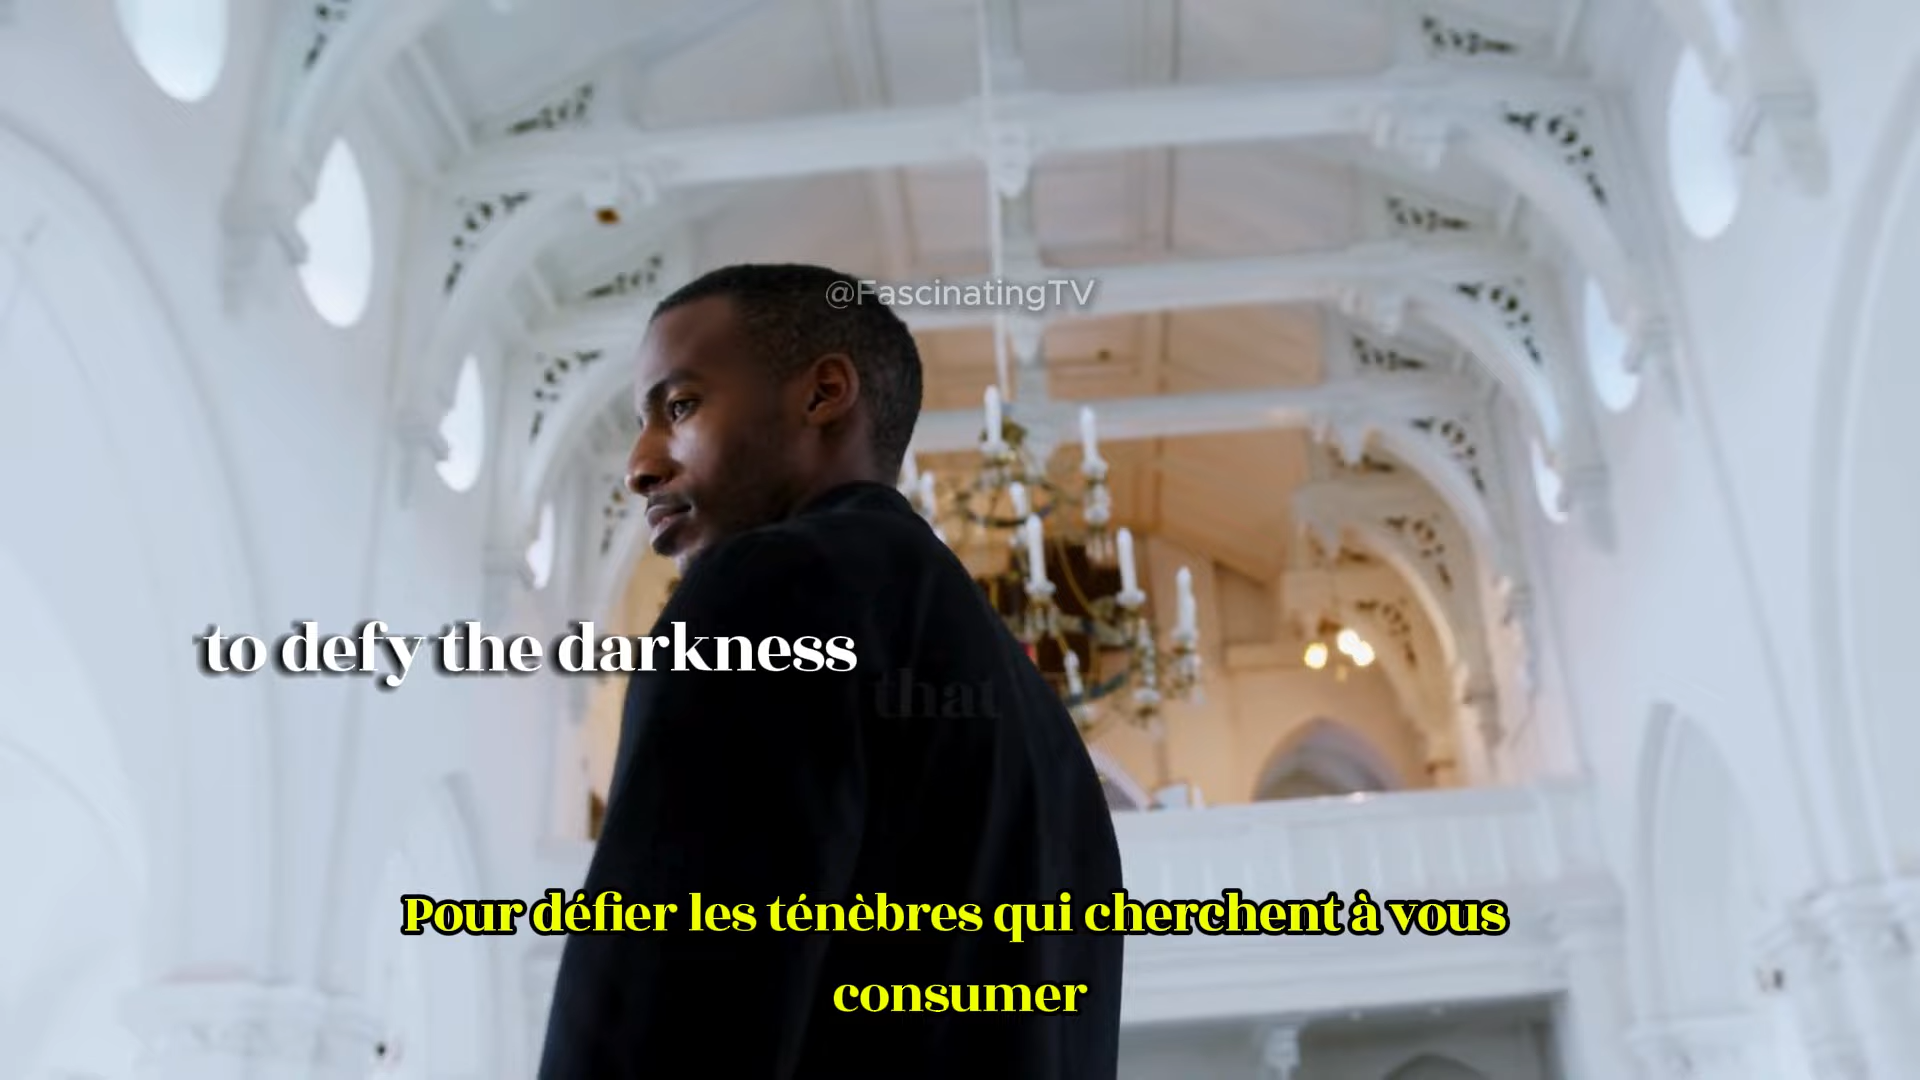 @FascinatingTV
to defy the darkness
that
Pour défier les ténèbres qui cherchent à vous
consumer